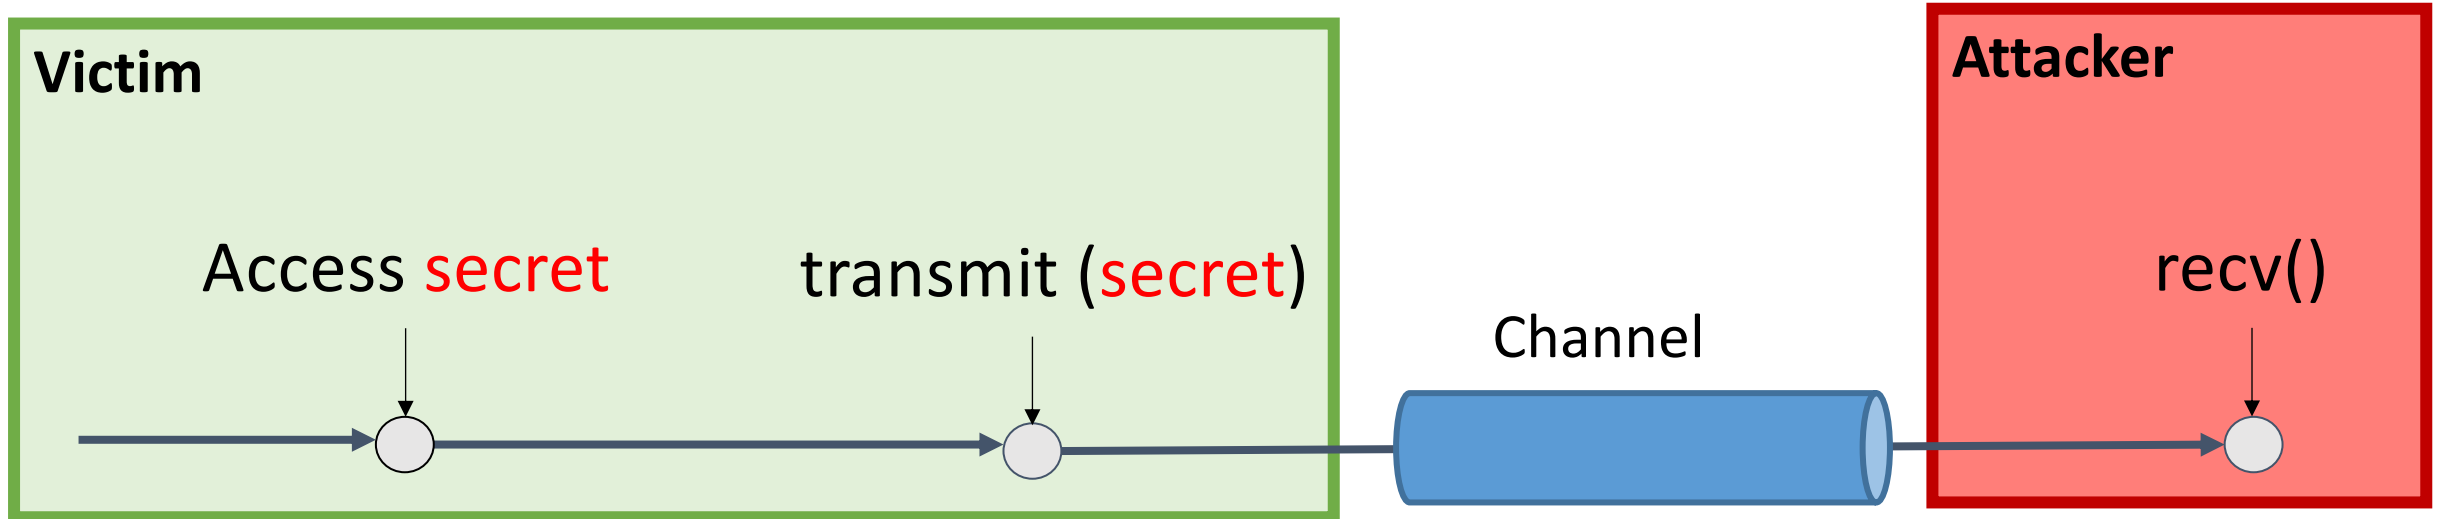 Victim
Attacker
Access secret
transmit (secret)
recv()
Channel